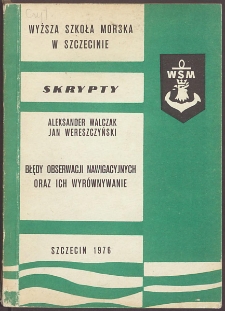 WYŻSZA SZKOŁA MORSKA
W SZCZECINIE
WSM
SKRYPTY
ALEKSANDER WALCZAK
JAN WERESZCZYŃSKI
BŁĘDY OBSERWACJI NAWIGACYJNYCH
ORAZ ICH WYRÓWNYWANIE
SZCZECIN 1976